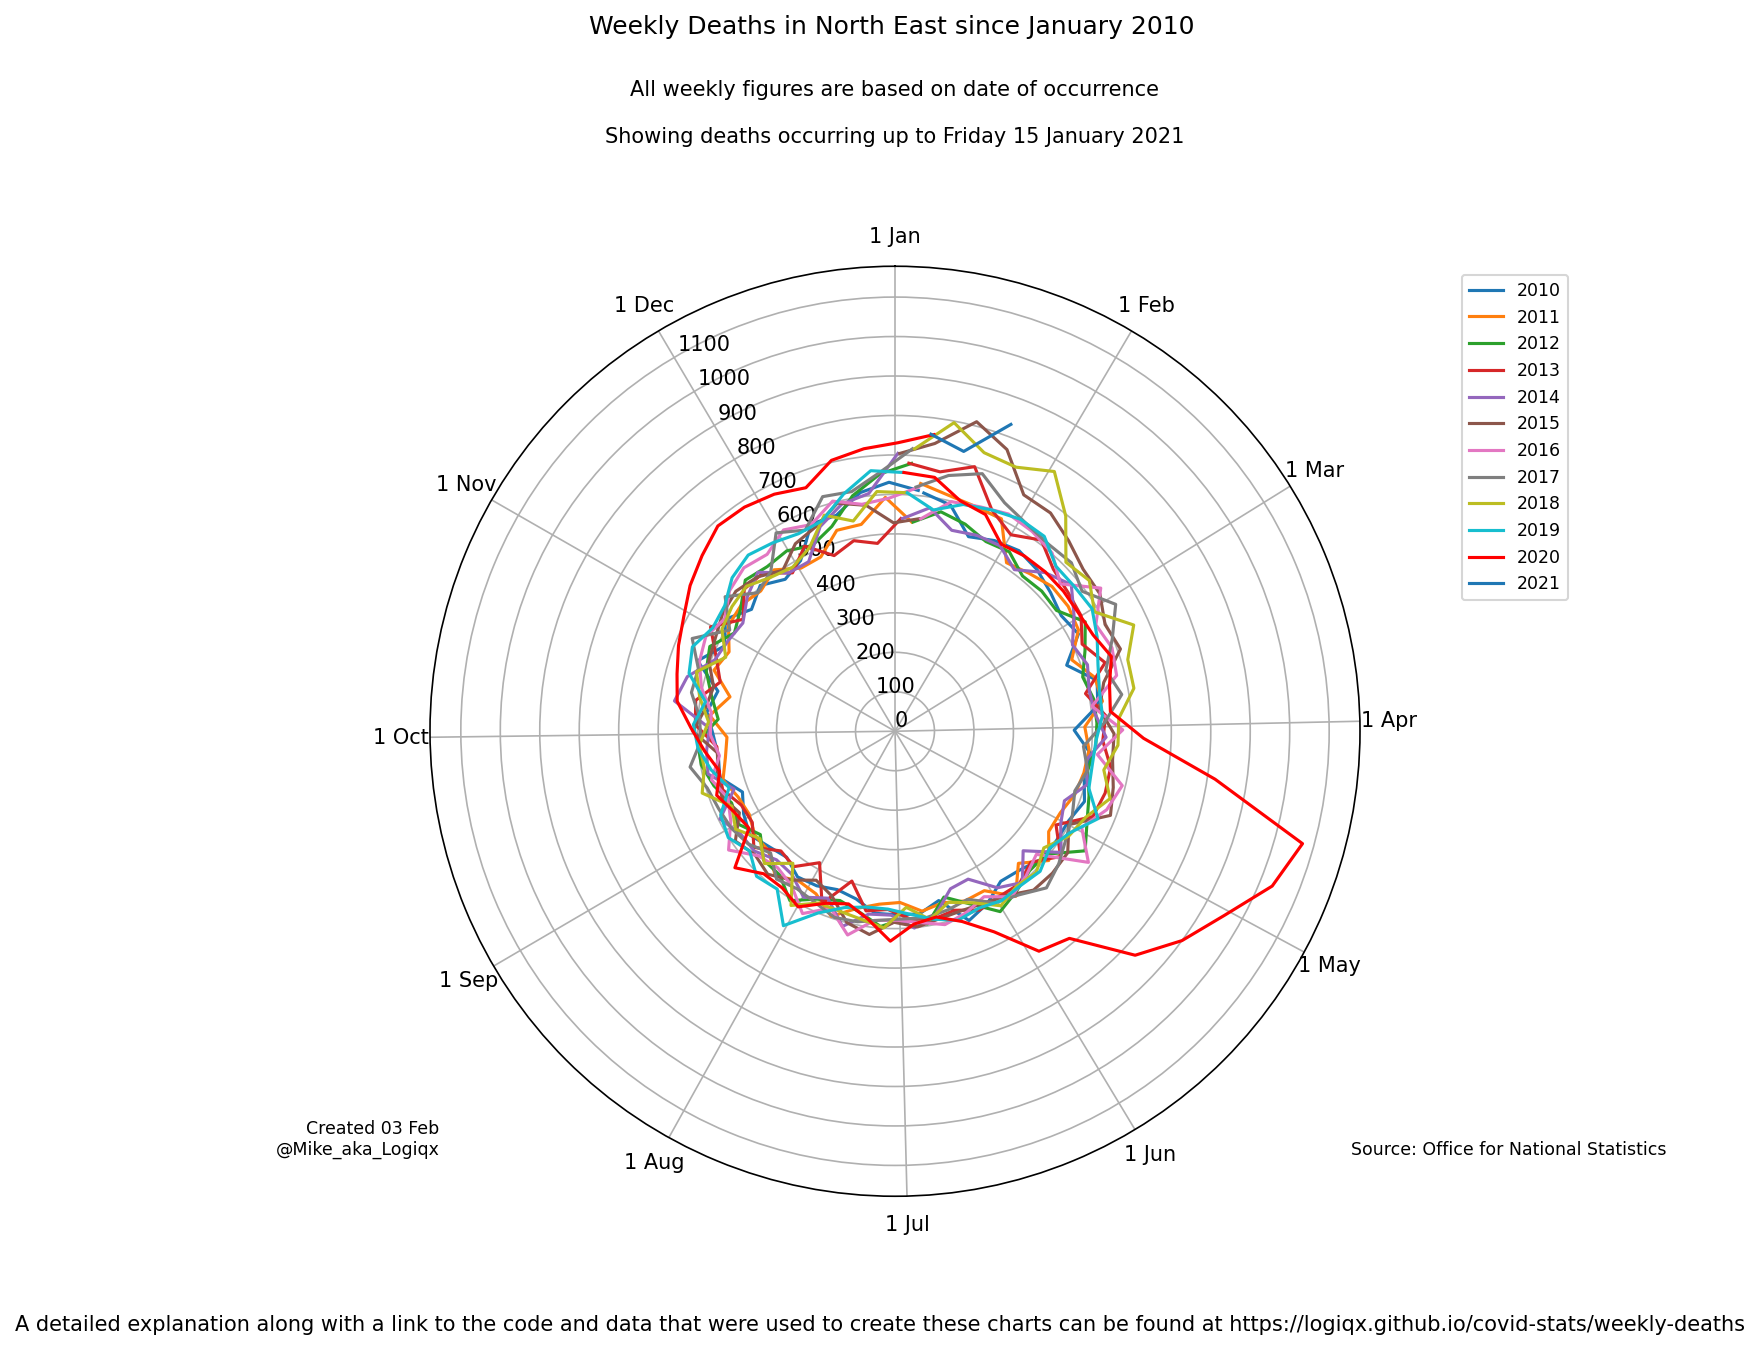 Weekly Deaths in North East since January 2010
All weekly figures are based on date of occurrence
Showing deaths occurring up to Friday 15 January 2021
1 Jan
1 Feb
1 Mar
1 Apr
1 May
1 Jun
1 Jul
1 Aug
1 Sep
1 Oct
1 Nov
1 Dec
1100
1000
900
800
700
600
500
400
300
200
100
0
2010
2011
2012
2013
2014
2015
2016
2017
2018
2019
2020
2021
Created 03 Feb
@Mike_aka_Logiqx
Source: Office for National Statistics
A detailed explanation along with a link to the code and data that were used to create these charts can be found at https://logiqx.github.io/covid-stats/weekly-deaths